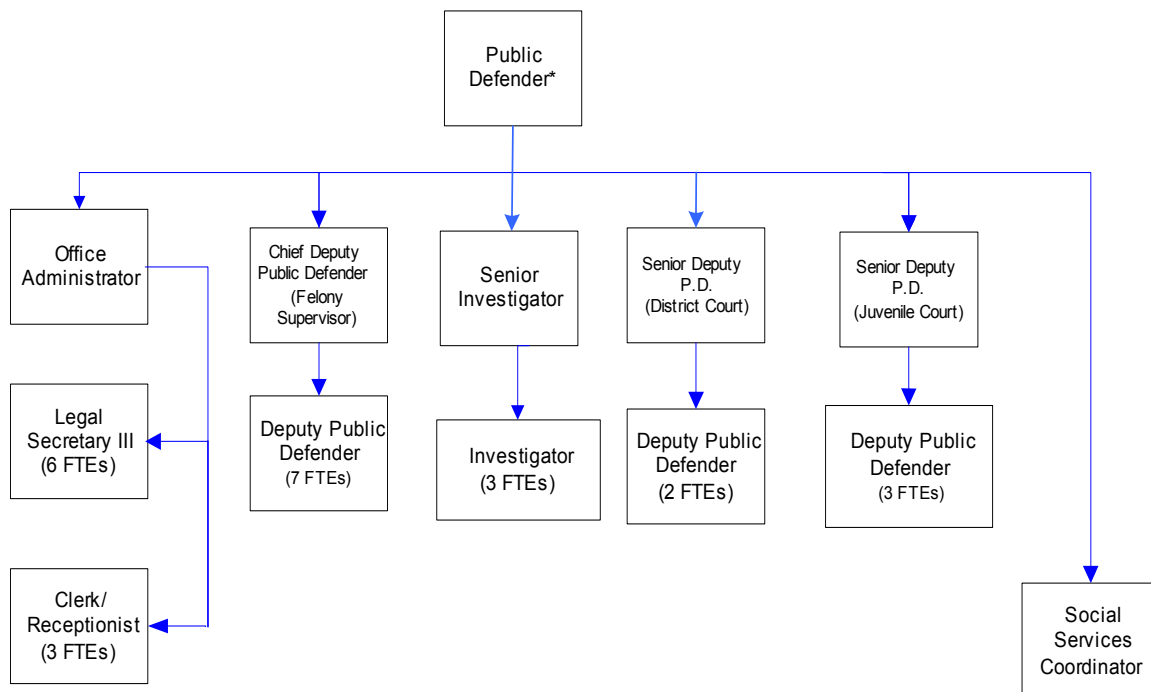 Public
Defender*
Office
Administrator
Chief Deputy
Public Defender
(Felony
Supervisor)
Senior
Investigator
Senior Deputy
P.D.
(District Court)
Senior Deputy
P.D.
(Juvenile Court)
Legal
Secretary III
(6 FTEs)
Deputy Public
Defender
(7 FTEs)
Investigator
(3 FTEs)
Deputy Public
Defender
(2 FTEs)
Deputy Public
Defender
(3 FTEs)
Clerk/
Receptionist
(3 FTEs)
Social
Services
Coordinator